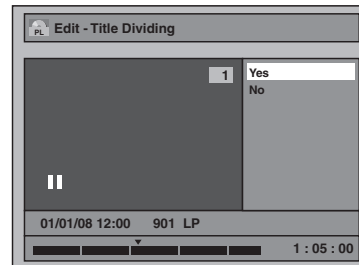 PL Edit - Title Dividing
1
Yes
No
01/01/08 12:00 901 LP
1 : 05 : 00